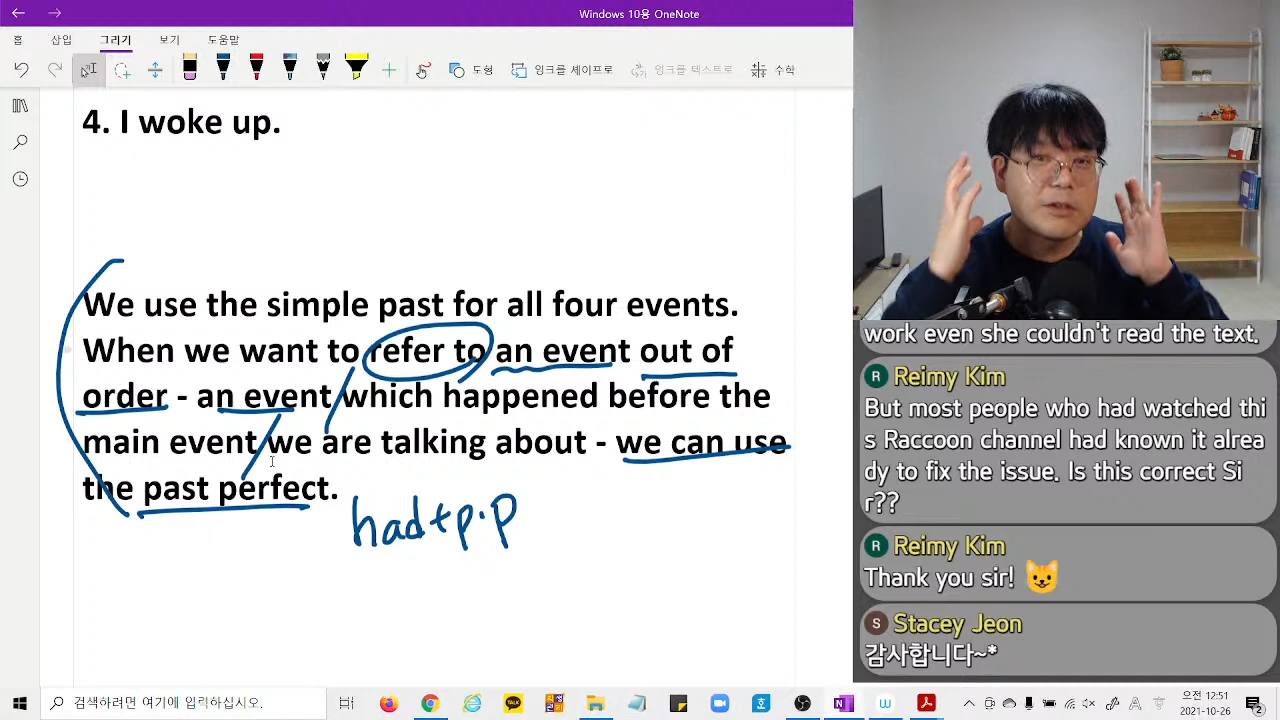 Windows 10용 OneNote
홈 삽입 그리기 보기 도움말
도형 잉크를 셰이프로 잉크를 텍스트로 수학
4. I woke up.
We use the simple past for all four events.
When we want to refer to an event out of
order - an event which happened before the
main event we are talking about - we can use
the past perfect.
had+p.p
work even she couldn't read the text.
R Reimy Kim
But most people who had watched thi
s Raccoon channel had known it alrea
dy to fix the issue. Is this correct Si
r??
R Reimy Kim
Thank you sir!
S Stacey Jeon
감사합니다~*
검색하려면 여기에 입력하십시오.
TALK
A
2021-10-26
2